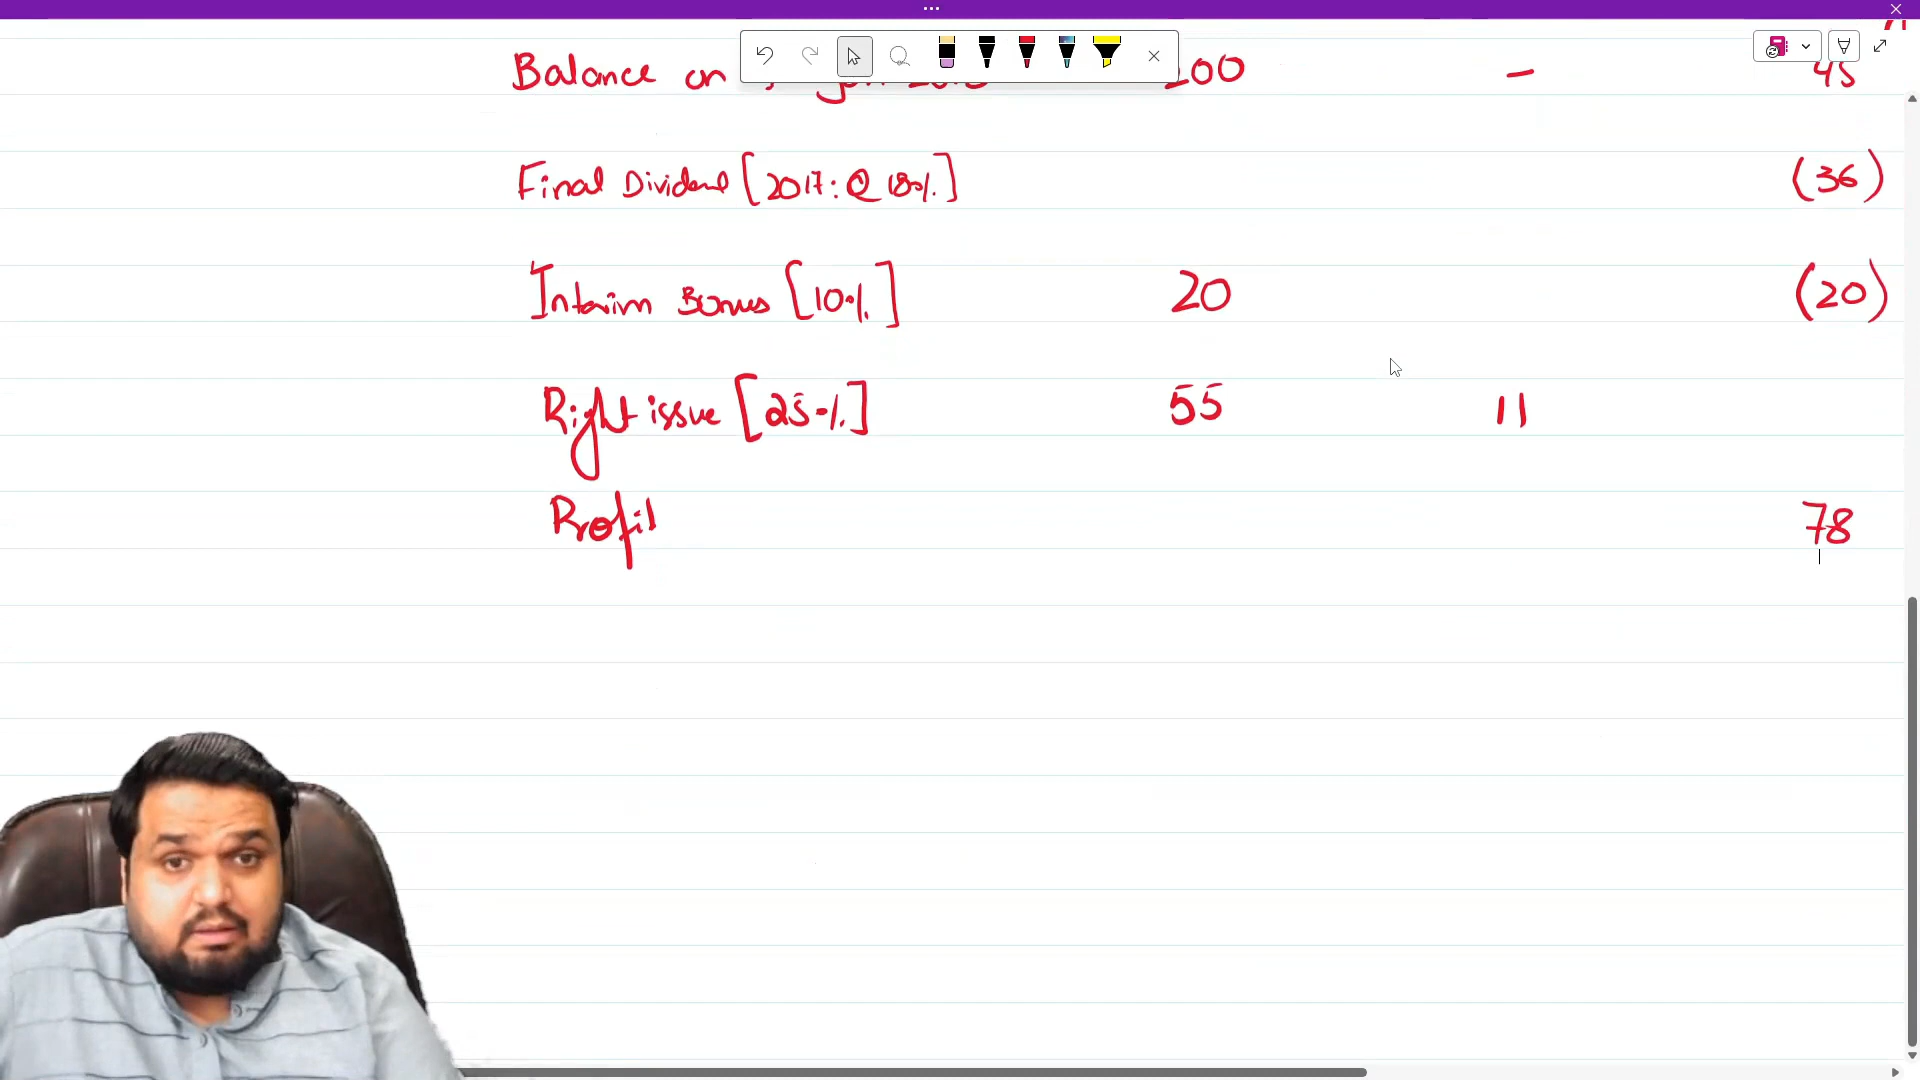 Balance on 200 - 45
Final Dividend [2017: @ 18%] (36)
Interim Bonus [10%] 20 (20)
Right issue [25%] 55 11
Profit 78